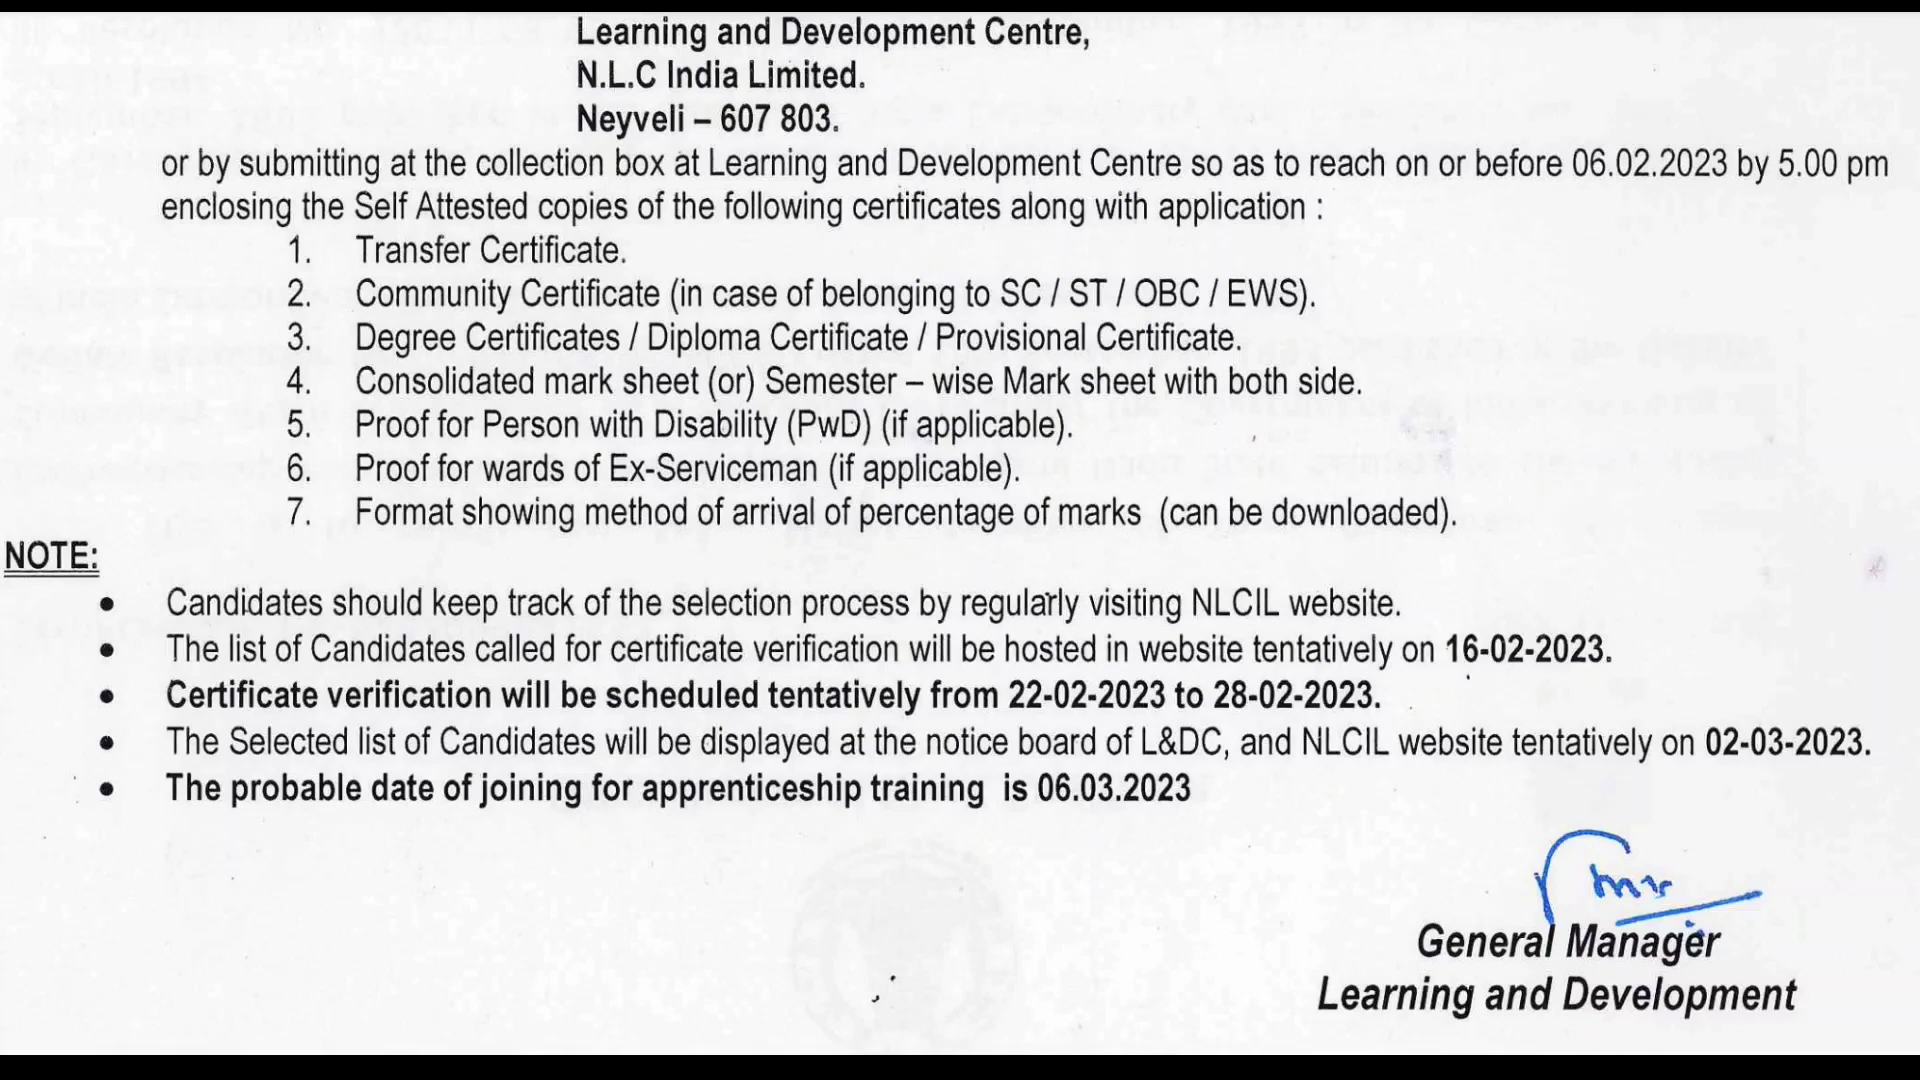 Learning and Development Centre,
N.L.C India Limited.
Neyveli – 607 803.
or by submitting at the collection box at Learning and Development Centre so as to reach on or before 06.02.2023 by 5.00 pm
enclosing the Self Attested copies of the following certificates along with application :
1. Transfer Certificate.
2. Community Certificate (in case of belonging to SC / ST / OBC / EWS).
3. Degree Certificates / Diploma Certificate / Provisional Certificate.
4. Consolidated mark sheet (or) Semester – wise Mark sheet with both side.
5. Proof for Person with Disability (PwD) (if applicable).
6. Proof for wards of Ex-Serviceman (if applicable).
7. Format showing method of arrival of percentage of marks (can be downloaded).
NOTE:
• Candidates should keep track of the selection process by regularly visiting NLCIL website.
• The list of Candidates called for certificate verification will be hosted in website tentatively on 16-02-2023.
• Certificate verification will be scheduled tentatively from 22-02-2023 to 28-02-2023.
• The Selected list of Candidates will be displayed at the notice board of L&DC, and NLCIL website tentatively on 02-03-2023.
• The probable date of joining for apprenticeship training is 06.03.2023
General Manager
Learning and Development